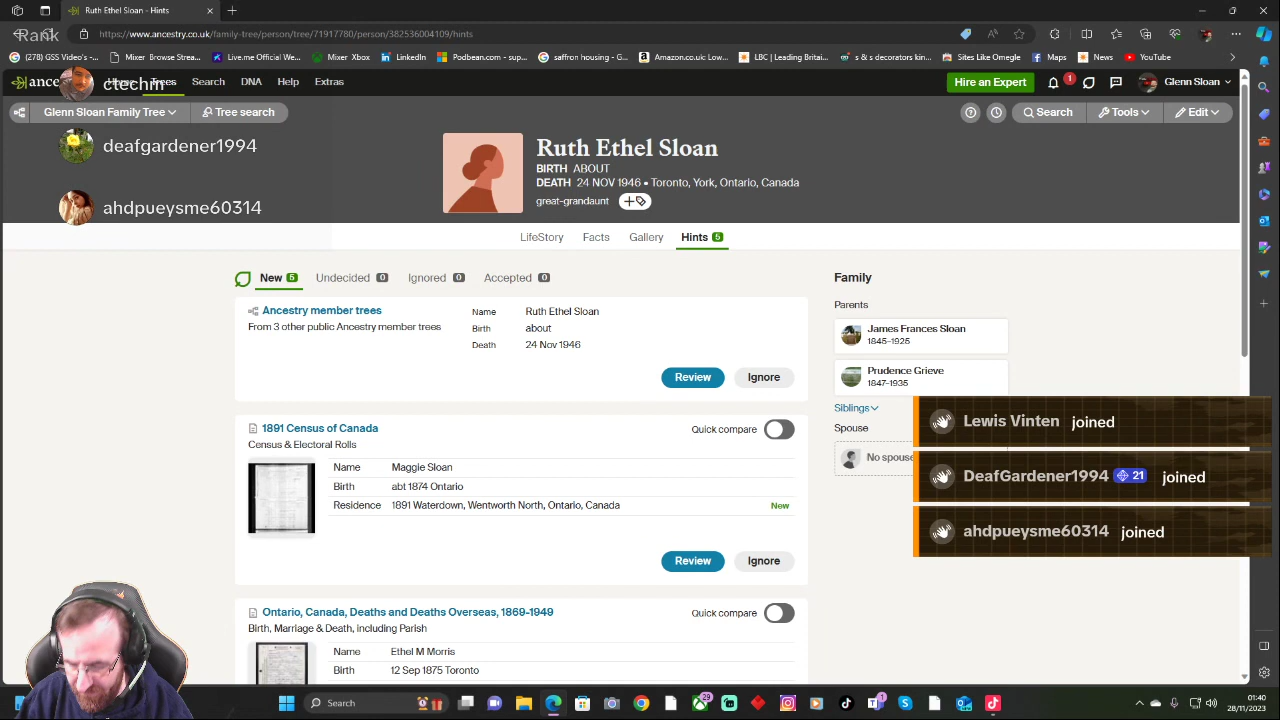 Ruth Ethel Sloan - Hints
Rank
https://www.ancestry.co.uk/family-tree/person/tree/71917780/person/382536004109/hints
(278) GSS Videos -...
Mixer Browse Strea...
Live.me Official We...
Mixer Xbox
LinkedIn
Podbean.com - sup...
saffron housing - G...
Amazon.co.uk Low...
LBC | Leading Britai...
s & s decorators kin...
Sites Like Omegle
Maps
News
YouTube
Trees
Search
DNA
Help
Extras
Hire an Expert
1
Glenn Sloan
ctechm
Glenn Sloan Family Tree
Tree search
Search
Tools
Edit
deafgardener1994
ahdpueysme60314
Ruth Ethel Sloan
BIRTH ABOUT
DEATH 24 NOV 1946 • Toronto, York, Ontario, Canada
great-grandaunt
LifeStory
Facts
Gallery
Hints 5
New 5
Undecided 0
Ignored 0
Accepted 0
Ancestry member trees
From 3 other public Ancestry member trees
Name Ruth Ethel Sloan
Birth about
Death 24 Nov 1946
Review
Ignore
1891 Census of Canada
Census & Electoral Rolls
Quick compare
Name Maggie Sloan
Birth abt 1874 Ontario
Residence 1891 Waterdown, Wentworth North, Ontario, Canada New
Review
Ignore
Ontario, Canada, Deaths and Deaths Overseas, 1869-1949
Birth, Marriage & Death, including Parish
Quick compare
Name Ethel M Morris
Birth 12 Sep 1875 Toronto
Family
Parents
James Frances Sloan
1845–1925
Prudence Grieve
1847–1935
Siblings
Spouse
No spouse
Lewis Vinten joined
DeafGardener1994 21 joined
ahdpueysme60314 joined
Search
29
1
01:40
28/11/2023